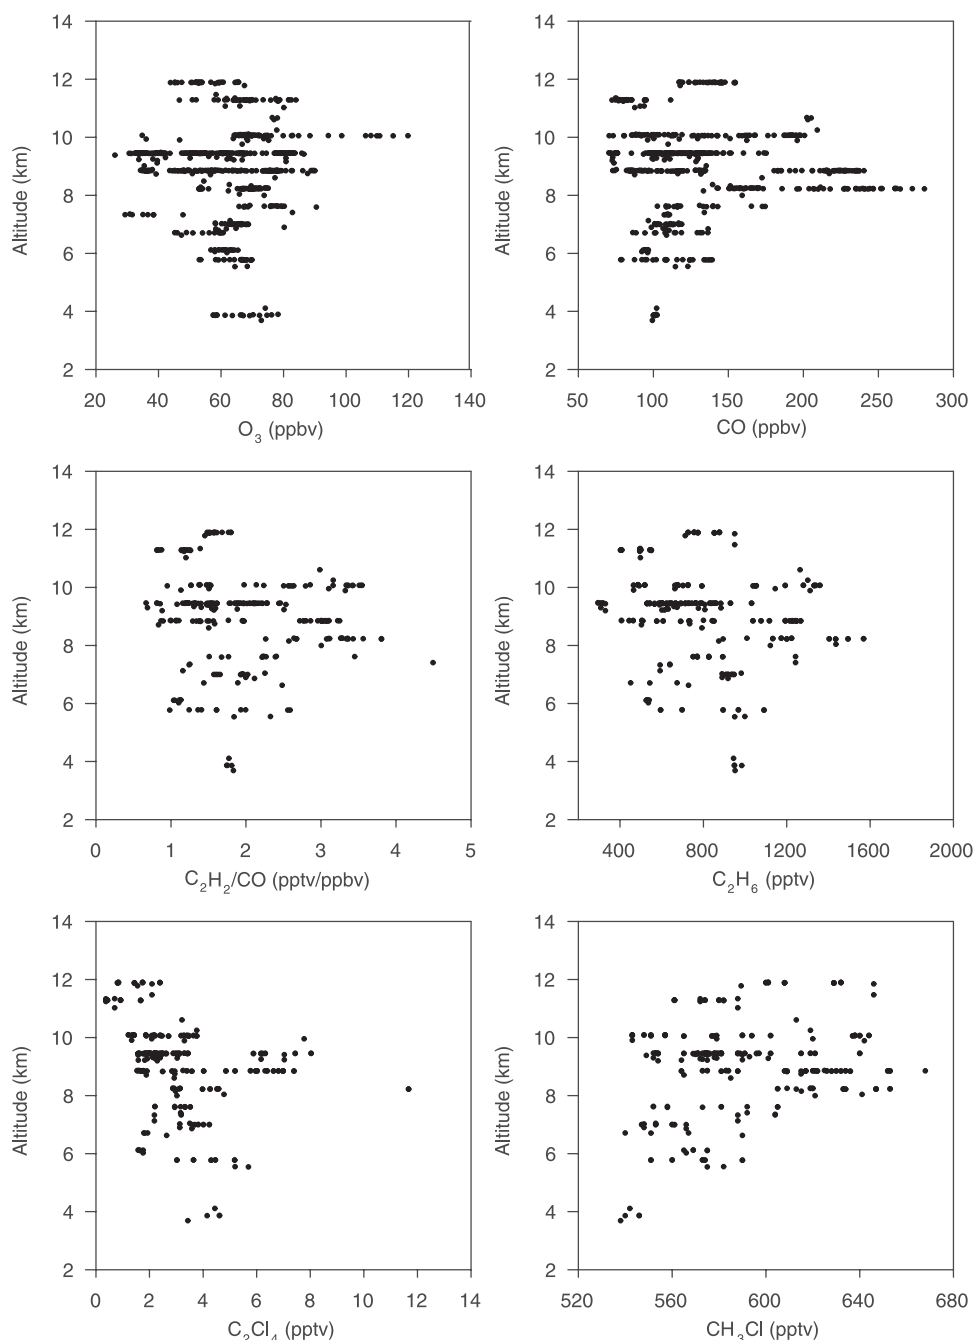 14
12
10
8
6
4
2
Altitude (km)
20 40 60 80 100 120 140
O3 (ppbv)
14
12
10
8
6
4
2
Altitude (km)
50 100 150 200 250 300
CO (ppbv)
14
12
10
8
6
4
2
Altitude (km)
0 1 2 3 4 5
C2H2/CO (pptv/ppbv)
14
12
10
8
6
4
2
Altitude (km)
400 800 1200 1600 2000
C2H6 (pptv)
14
12
10
8
6
4
2
Altitude (km)
0 2 4 6 8 10 12 14
C2Cl4 (pptv)
14
12
10
8
6
4
2
Altitude (km)
520 560 600 640 680
CH3Cl (pptv)